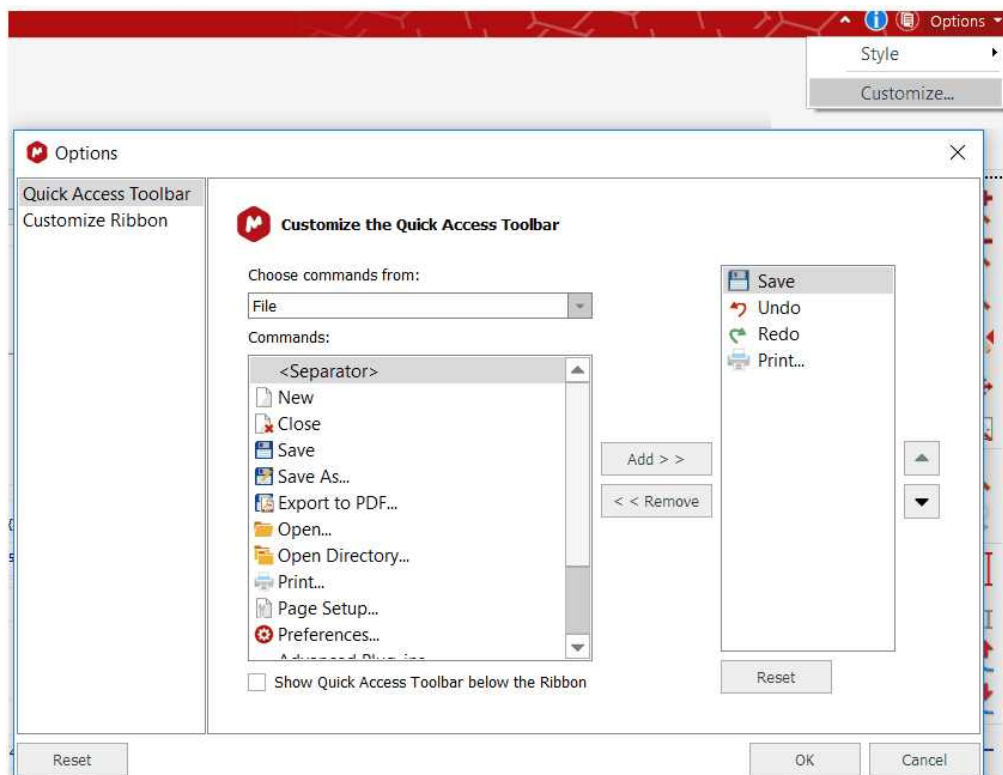 Options
Style
Customize...
Options
Quick Access Toolbar
Customize Ribbon
Customize the Quick Access Toolbar
Choose commands from:
File
Commands:
<Separator>
New
Close
Save
Save As...
Export to PDF...
Open...
Open Directory...
Print...
Page Setup...
Preferences...
Save
Undo
Redo
Print...
Add > >
< < Remove
Show Quick Access Toolbar below the Ribbon
Reset
Reset
OK
Cancel